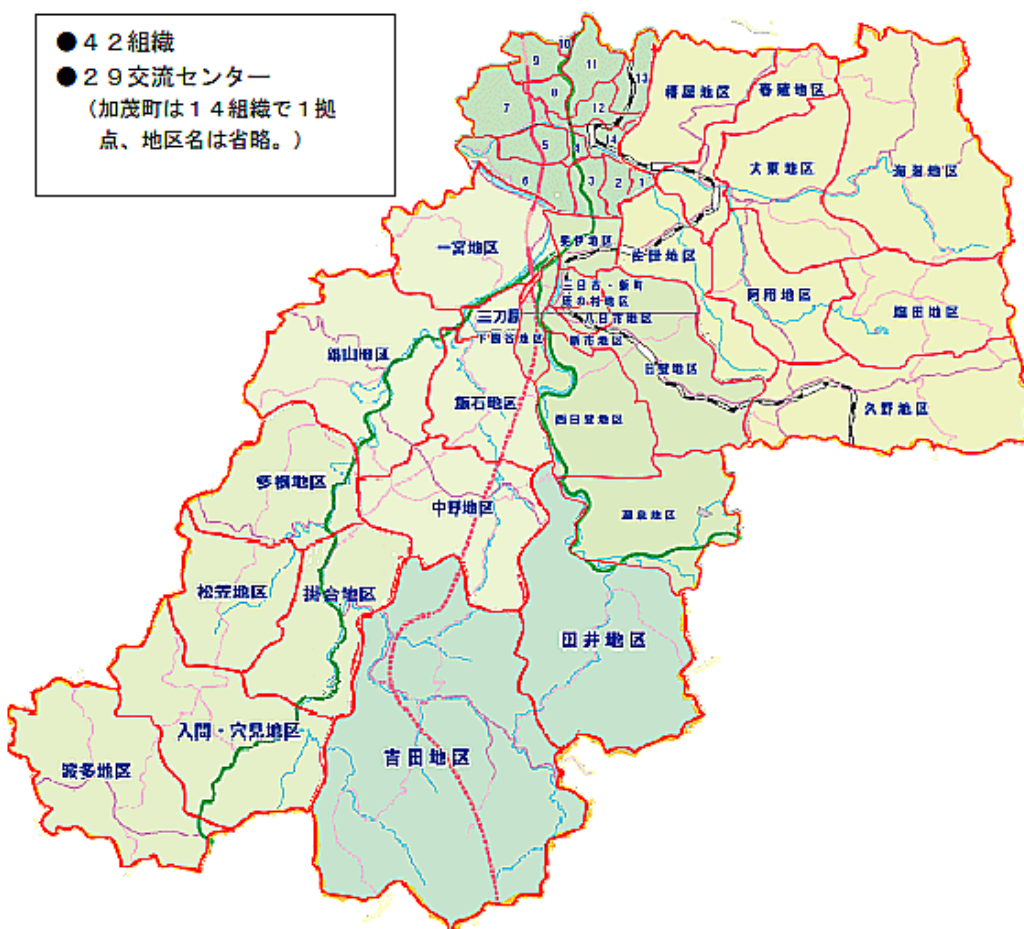 ●４２組織
●２９交流センター
（加茂町は１４組織で１拠
点、地区名は省略。）
10
9
11
13
8
7
12
14
5
4
6
3
2
1
春殖地区
大東地区
海潮地区
一宮地区
斐伊地区
佐世地区
三日市・新町
八日市地区
阿用地区
塩田地区
三刀屋
下熊谷地区
新市地区
鍋山地区
日登地区
飯石地区
久野地区
西日登地区
多根地区
中野地区
温泉地区
松笠地区
掛合地区
田井地区
入間・穴見地区
吉田地区
波多地区